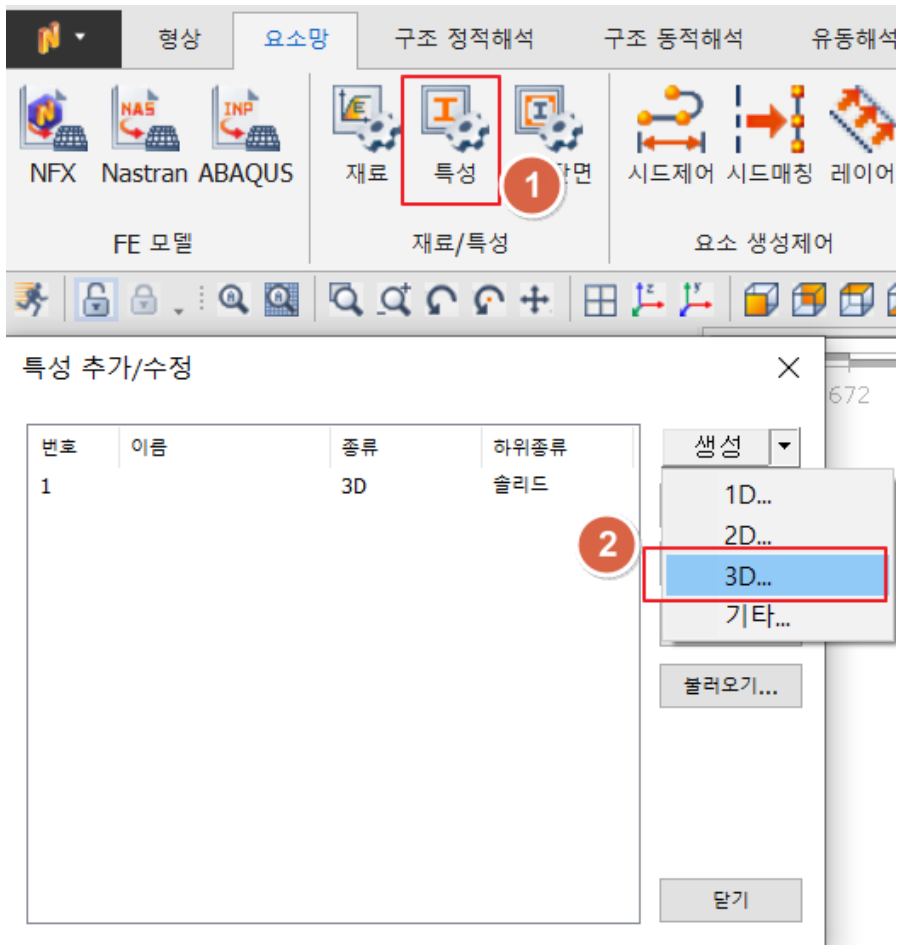 형상 요소망 구조 정적해석 구조 동적해석 유동해석
NAS INP
NFX Nastran ABAQUS 재료 특성 단면 시드제어 시드매칭 레이어
1
FE 모델 재료/특성 요소 생성제어
특성 추가/수정
672
번호 이름 종류 하위종류 생성
1 3D 솔리드 1D...
2D...
2
3D...
기타...
불러오기...
닫기